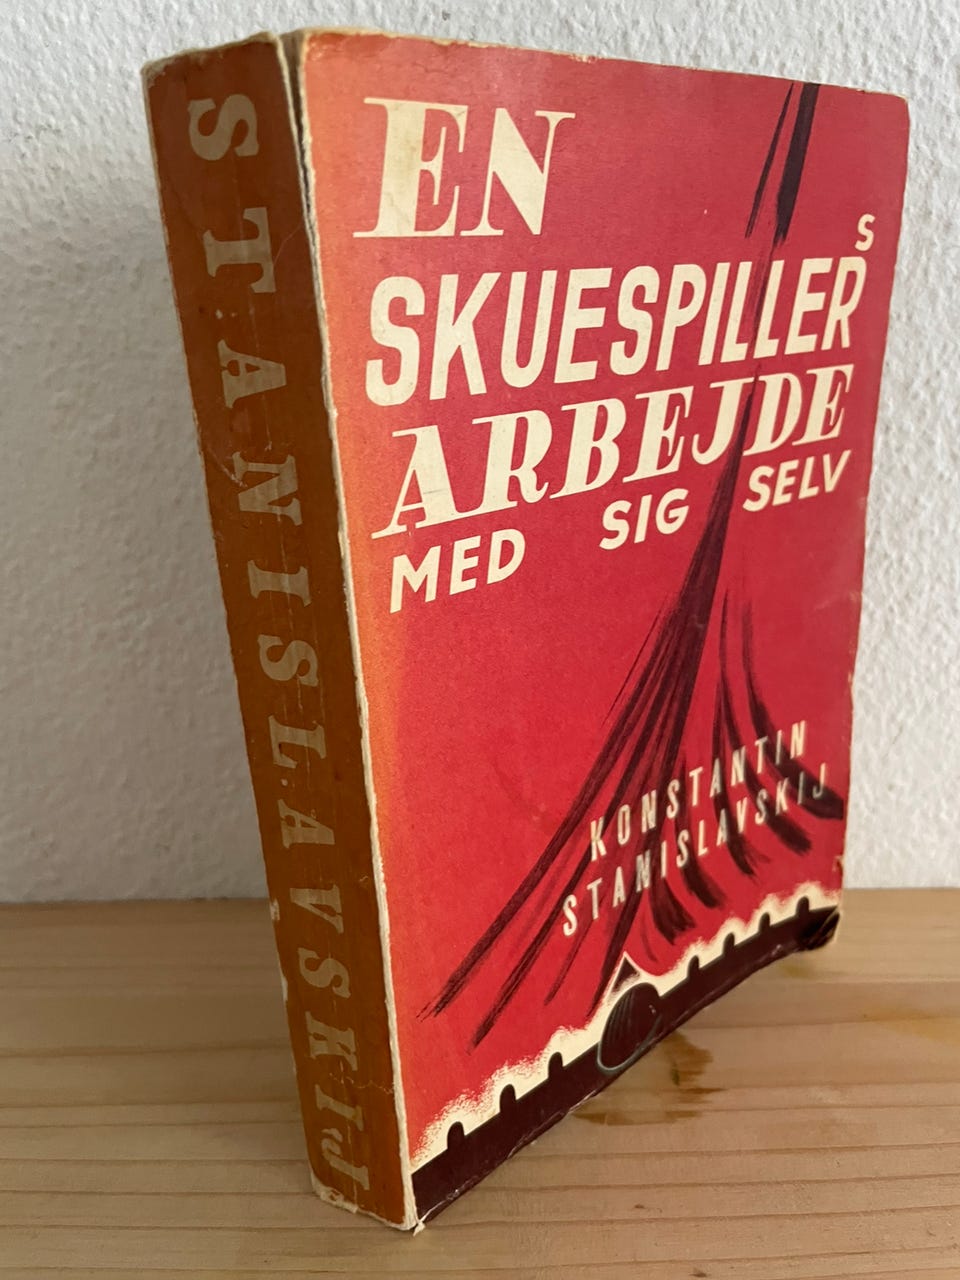 STANISLAVSKIJ
EN
SKUESPILLERS
ARBEJDE
MED SIG SELV
KONSTANTIN
STANISLAVSKIJ